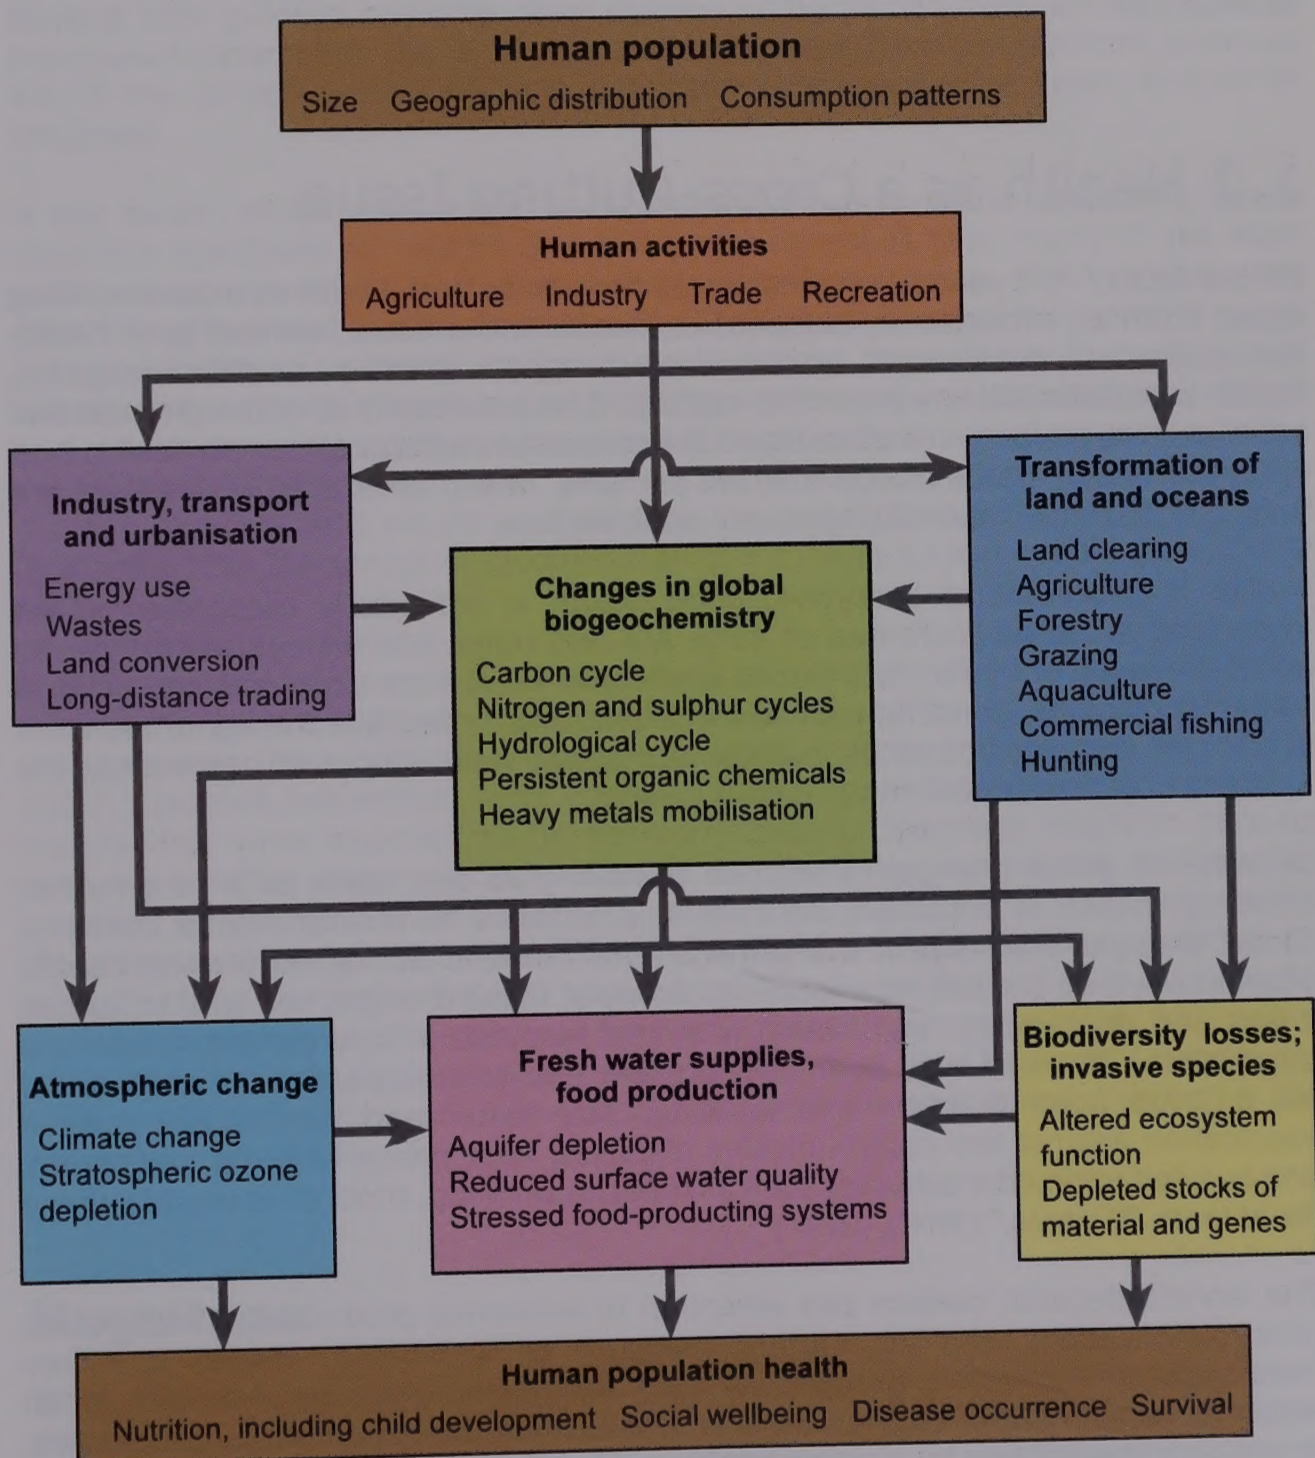 Human population
Size Geographic distribution Consumption patterns
Human activities
Agriculture Industry Trade Recreation
Industry, transport
and urbanisation
Energy use
Wastes
Land conversion
Long-distance trading
Changes in global
biogeochemistry
Carbon cycle
Nitrogen and sulphur cycles
Hydrological cycle
Persistent organic chemicals
Heavy metals mobilisation
Transformation of
land and oceans
Land clearing
Agriculture
Forestry
Grazing
Aquaculture
Commercial fishing
Hunting
Atmospheric change
Climate change
Stratospheric ozone
depletion
Fresh water supplies,
food production
Aquifer depletion
Reduced surface water quality
Stressed food-producting systems
Biodiversity losses;
invasive species
Altered ecosystem
function
Depleted stocks of
material and genes
Human population health
Nutrition, including child development Social wellbeing Disease occurrence Survival